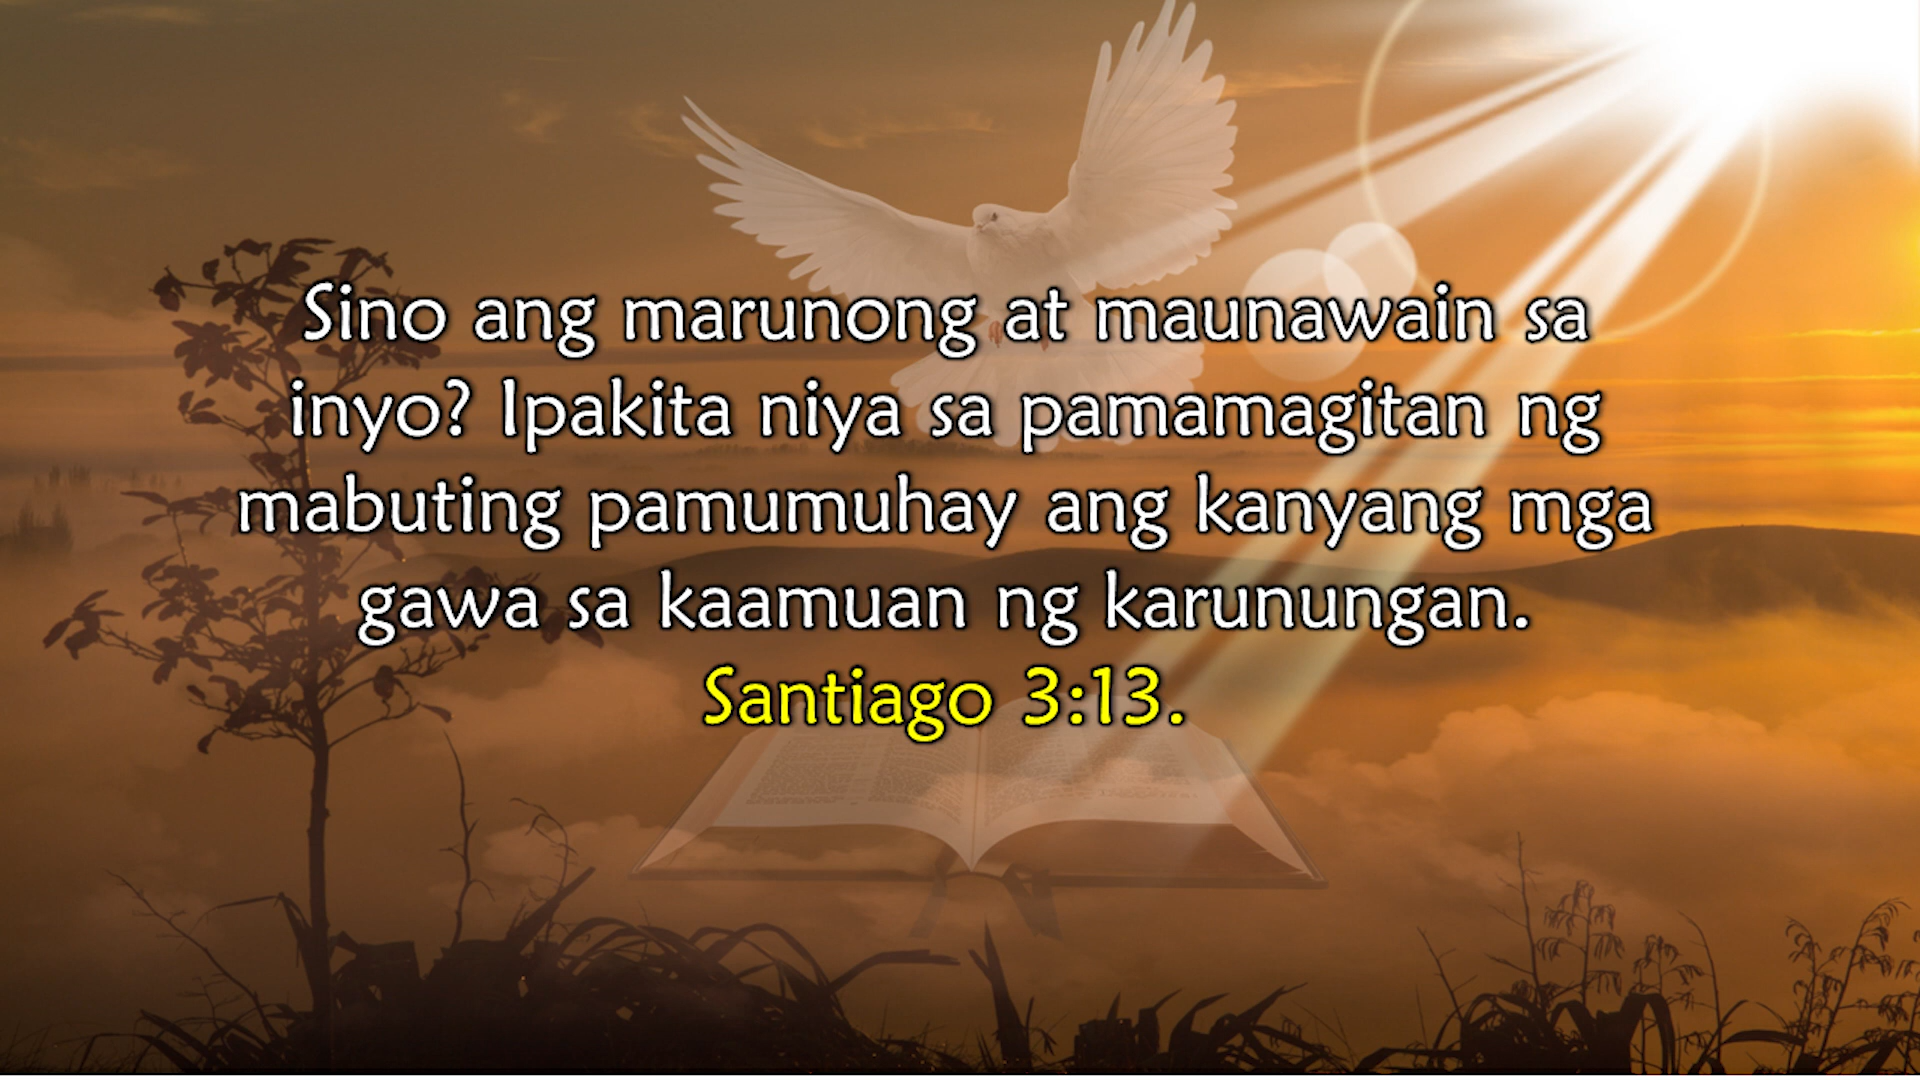 Sino ang marunong at maunawain sa
inyo? Ipakita niya sa pamamagitan ng
mabuting pamumuhay ang kanyang mga
gawa sa kaamuan ng karunungan.
Santiago 3:13.